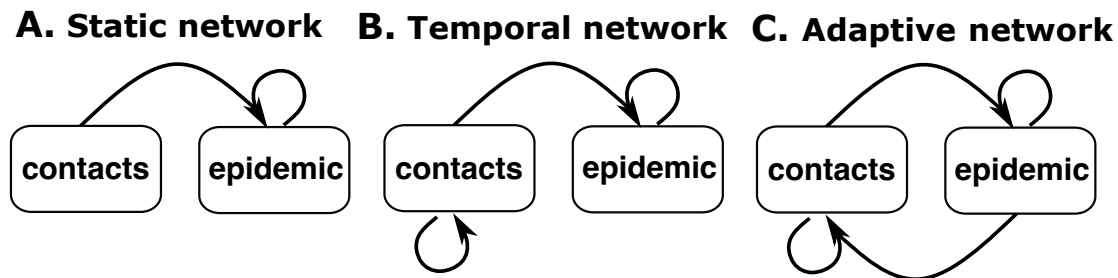 A. Static network
B. Temporal network
C. Adaptive network
contacts
epidemic
contacts
epidemic
contacts
epidemic